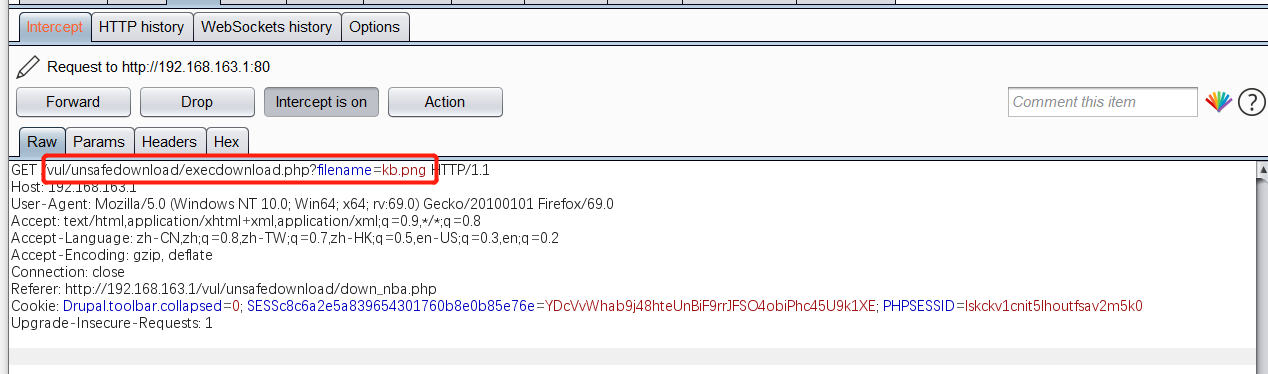 Intercept HTTP history WebSockets history Options
Request to http://192.168.163.1:80
Forward Drop Intercept is on Action Comment this item ?
Raw Params Headers Hex
GET /vul/unsafedownload/execdownload.php?filename=kb.png HTTP/1.1
Host: 192.168.163.1
User-Agent: Mozilla/5.0 (Windows NT 10.0; Win64; x64; rv:69.0) Gecko/20100101 Firefox/69.0
Accept: text/html,application/xhtml+xml,application/xml;q=0.9,*/*;q=0.8
Accept-Language: zh-CN,zh;q=0.8,zh-TW;q=0.7,zh-HK;q=0.5,en-US;q=0.3,en;q=0.2
Accept-Encoding: gzip, deflate
Connection: close
Referer: http://192.168.163.1/vul/unsafedownload/down_nba.php
Cookie: Drupal.toolbar.collapsed=0; SESSc8c6a2e5a839654301760b8e0b85e76e=YDcVvWhab9j48hteUnBiF9rrJFSO4obiPhc45U9k1XE; PHPSESSID=lskckv1cnit5lhoutfsav2m5k0
Upgrade-Insecure-Requests: 1